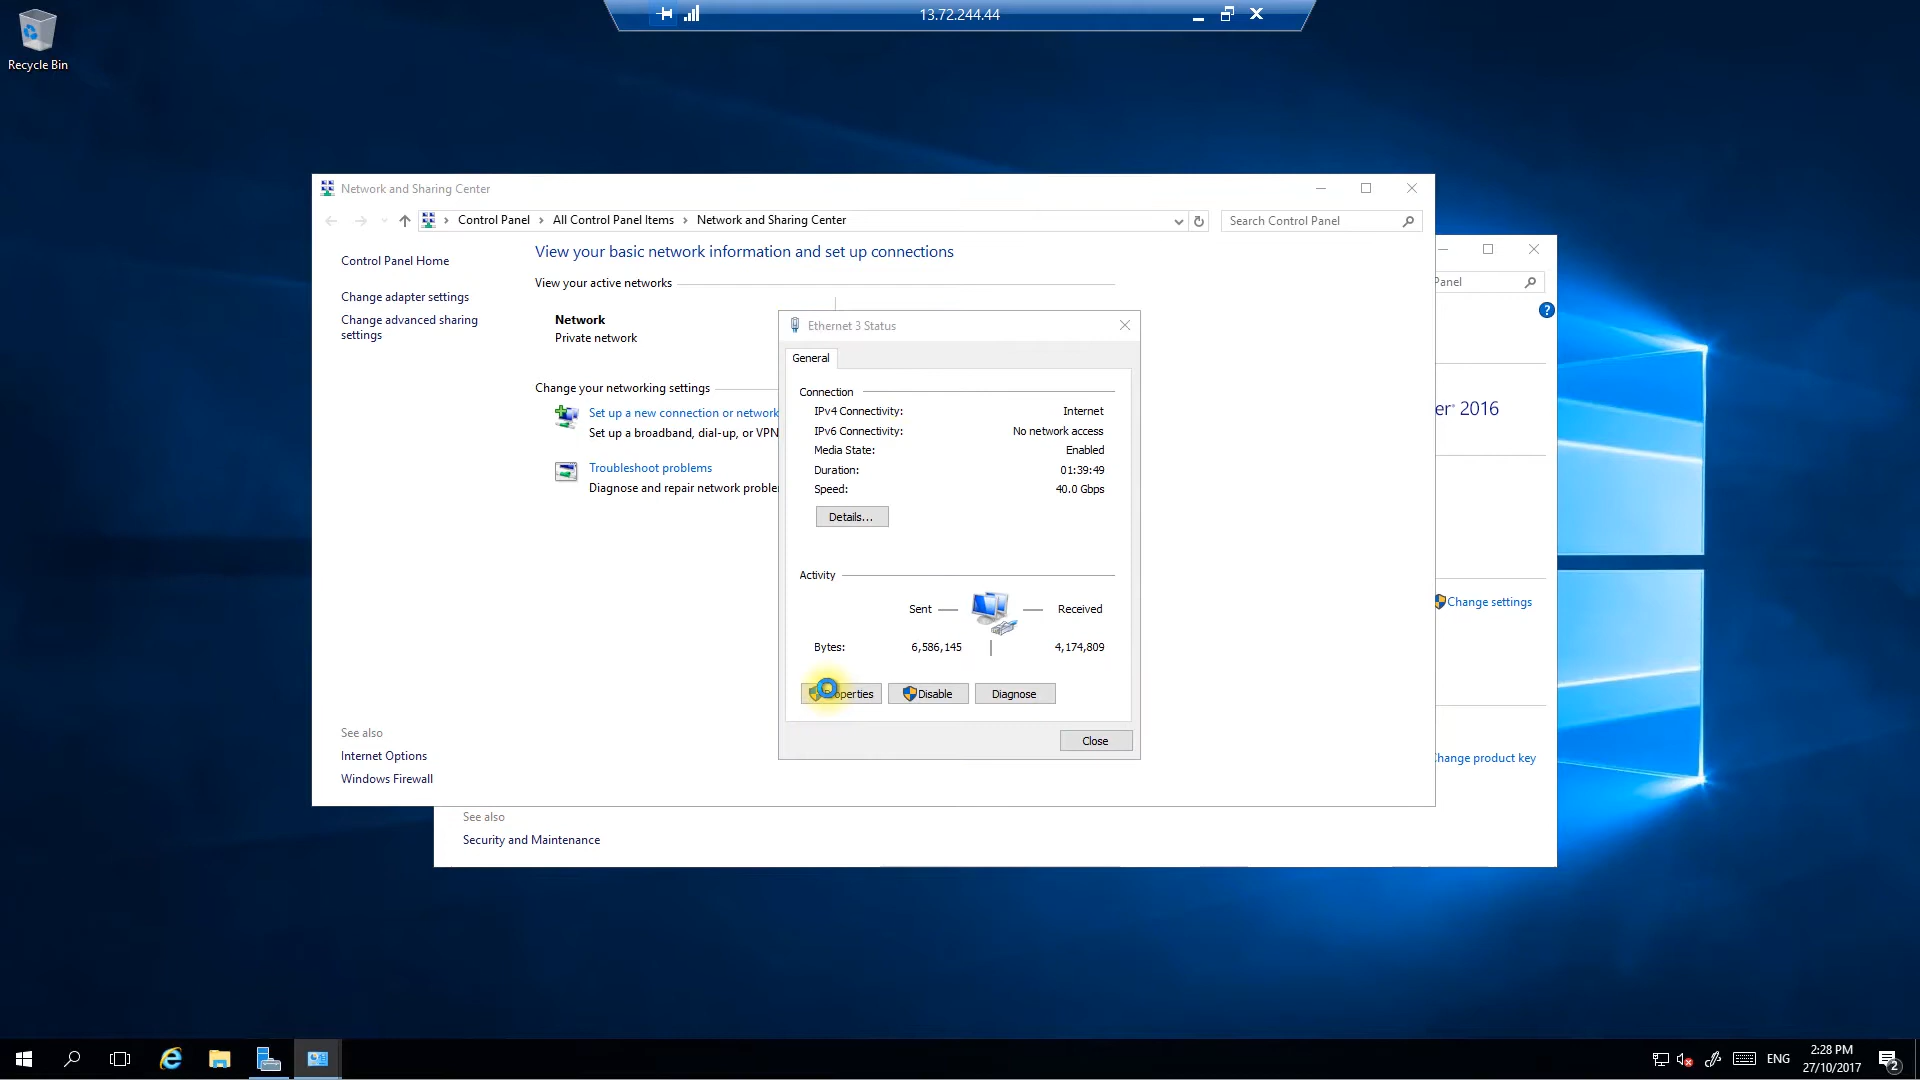 13.72.244.44
Recycle Bin
Network and Sharing Center
Control Panel
All Control Panel Items
Network and Sharing Center
Search Control Panel
Control Panel Home
Change adapter settings
Change advanced sharing
settings
View your basic network information and set up connections
View your active networks
Network
Private network
Change your networking settings
Set up a new connection or network
Set up a broadband, dial-up, or VPN
Troubleshoot problems
Diagnose and repair network proble
See also
Internet Options
Windows Firewall
Ethernet 3 Status
General
Connection
IPv4 Connectivity: Internet
IPv6 Connectivity: No network access
Media State: Enabled
Duration: 01:39:49
Speed: 40.0 Gbps
Details...
Activity
Sent Received
Bytes: 6,586,145 4,174,809
operties Disable Diagnose
Close
Panel
?
er 2016
Change settings
Change product key
See also
Security and Maintenance
ENG
2:28 PM
27/10/2017
2